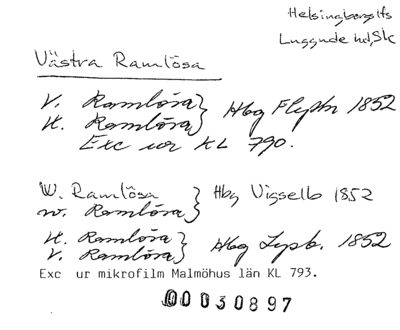 Helsingborgs lfs
Luggude hd, Sk
Västra Ramlösa
V. Ramlösa } Hbg Flyttn 1852
W. Ramlösa
Exc ur KL 790.
W. Ramlösa } Hbg Vigselb 1852
W. Ramlösa
W. Ramlösa } Hbg Lysb. 1852
V. Ramlösa
Exc ur mikrofilm Malmöhus län KL 793.
00030897